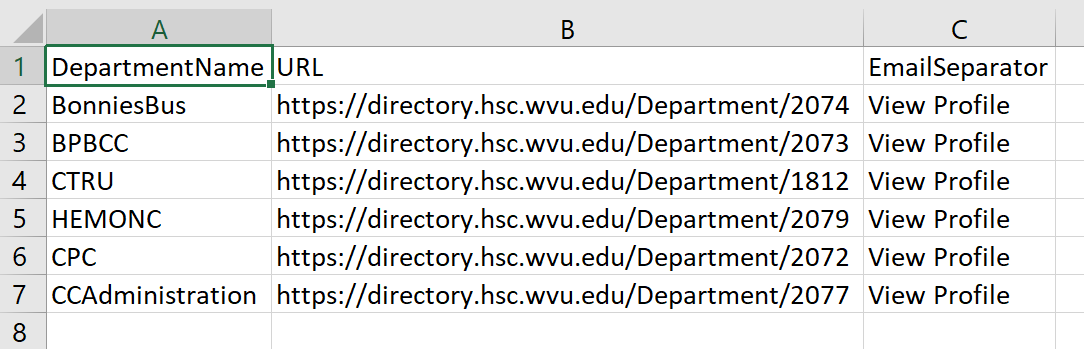 A B C
1 DepartmentName URL EmailSeparator
2 BonniesBus https://directory.hsc.wvu.edu/Department/2074 View Profile
3 BPBCC https://directory.hsc.wvu.edu/Department/2073 View Profile
4 CTRU https://directory.hsc.wvu.edu/Department/1812 View Profile
5 HEMONC https://directory.hsc.wvu.edu/Department/2079 View Profile
6 CPC https://directory.hsc.wvu.edu/Department/2072 View Profile
7 CCAdministration https://directory.hsc.wvu.edu/Department/2077 View Profile
8